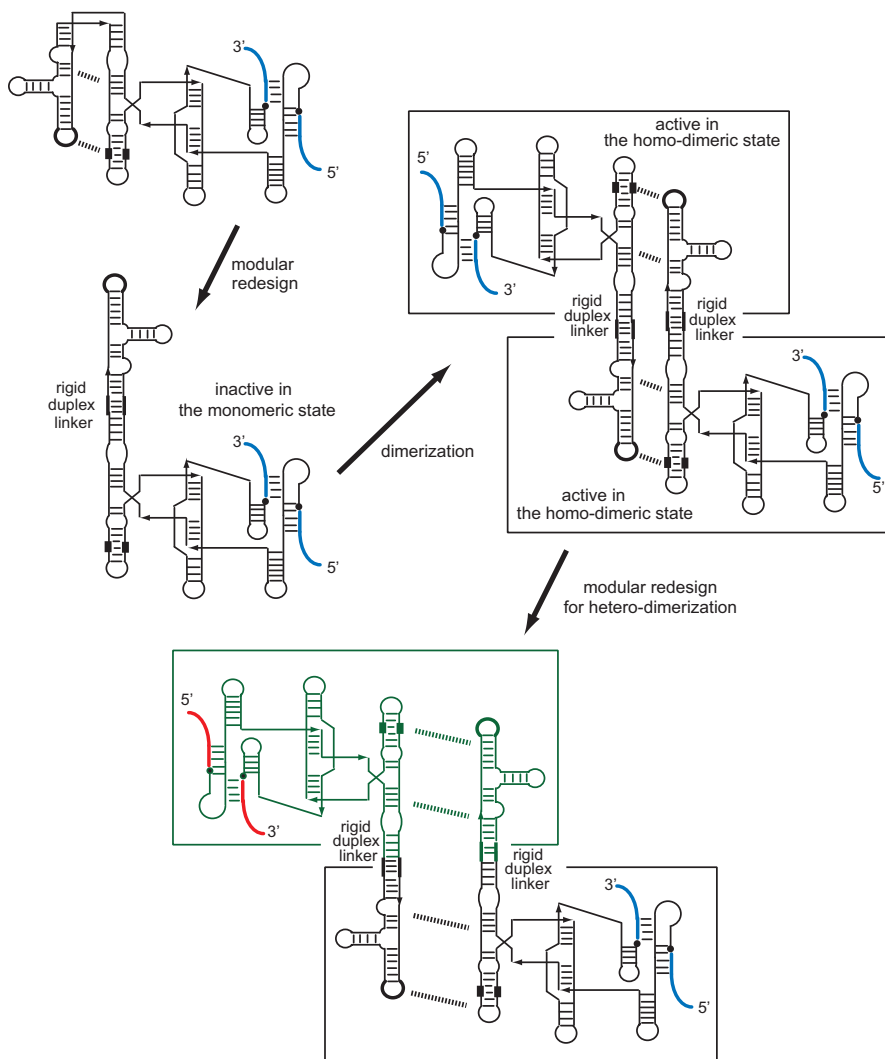 3’
5’
modular
redesign
rigid
duplex
linker
inactive in
the monomeric state
3’
5’
dimerization
active in
the homo-dimeric state
5’
3’
rigid
duplex
linker
rigid
duplex
linker
3’
5’
active in
the homo-dimeric state
modular redesign
for hetero-dimerization
5’
3’
rigid
duplex
linker
rigid
duplex
linker
3’
5’